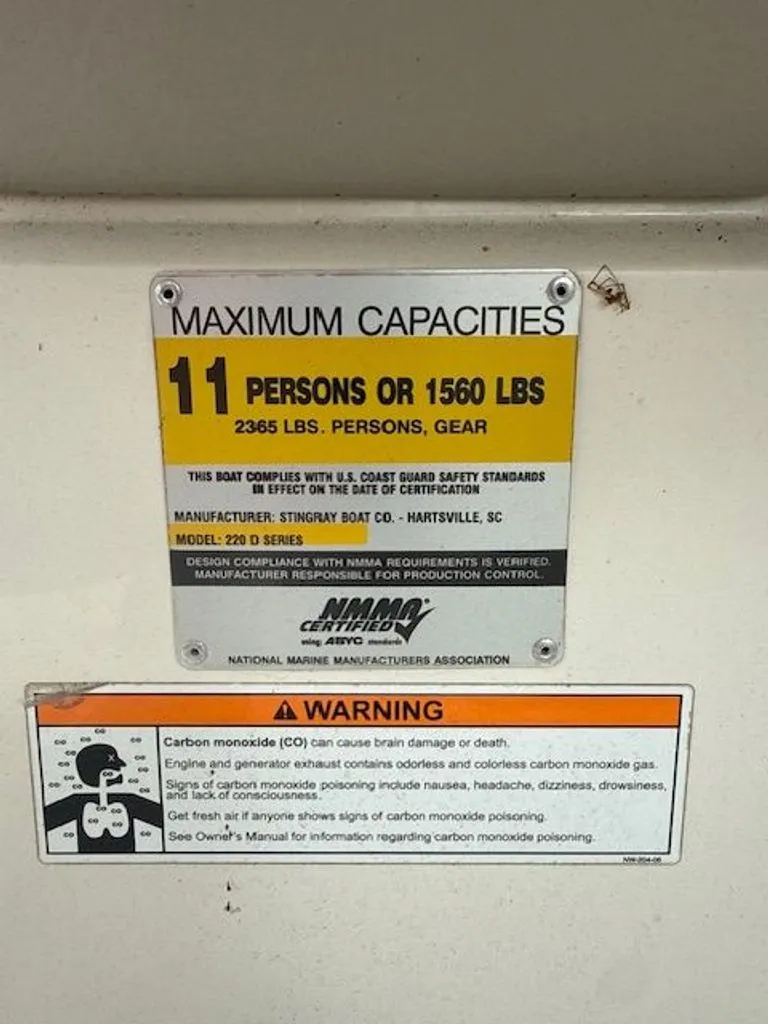 MAXIMUM CAPACITIES
11 PERSONS OR 1560 LBS
2365 LBS. PERSONS, GEAR
THIS BOAT COMPLIES WITH U.S. COAST GUARD SAFETY STANDARDS
IN EFFECT ON THE DATE OF CERTIFICATION
MANUFACTURER: STINGRAY BOAT CO. - HARTSVILLE, SC
MODEL: 220 D SERIES
DESIGN COMPLIANCE WITH NMMA REQUIREMENTS IS VERIFIED.
MANUFACTURER RESPONSIBLE FOR PRODUCTION CONTROL.
NMMA
CERTIFIED
using ABYC standards
NATIONAL MARINE MANUFACTURERS ASSOCIATION
WARNING
Carbon monoxide (CO) can cause brain damage or death.
Engine and generator exhaust contains odorless and colorless carbon monoxide gas.
Signs of carbon monoxide poisoning include nausea, headache, dizziness, drowsiness,
and lack of consciousness.
Get fresh air if anyone shows signs of carbon monoxide poisoning.
See Owner's Manual for information regarding carbon monoxide poisoning.